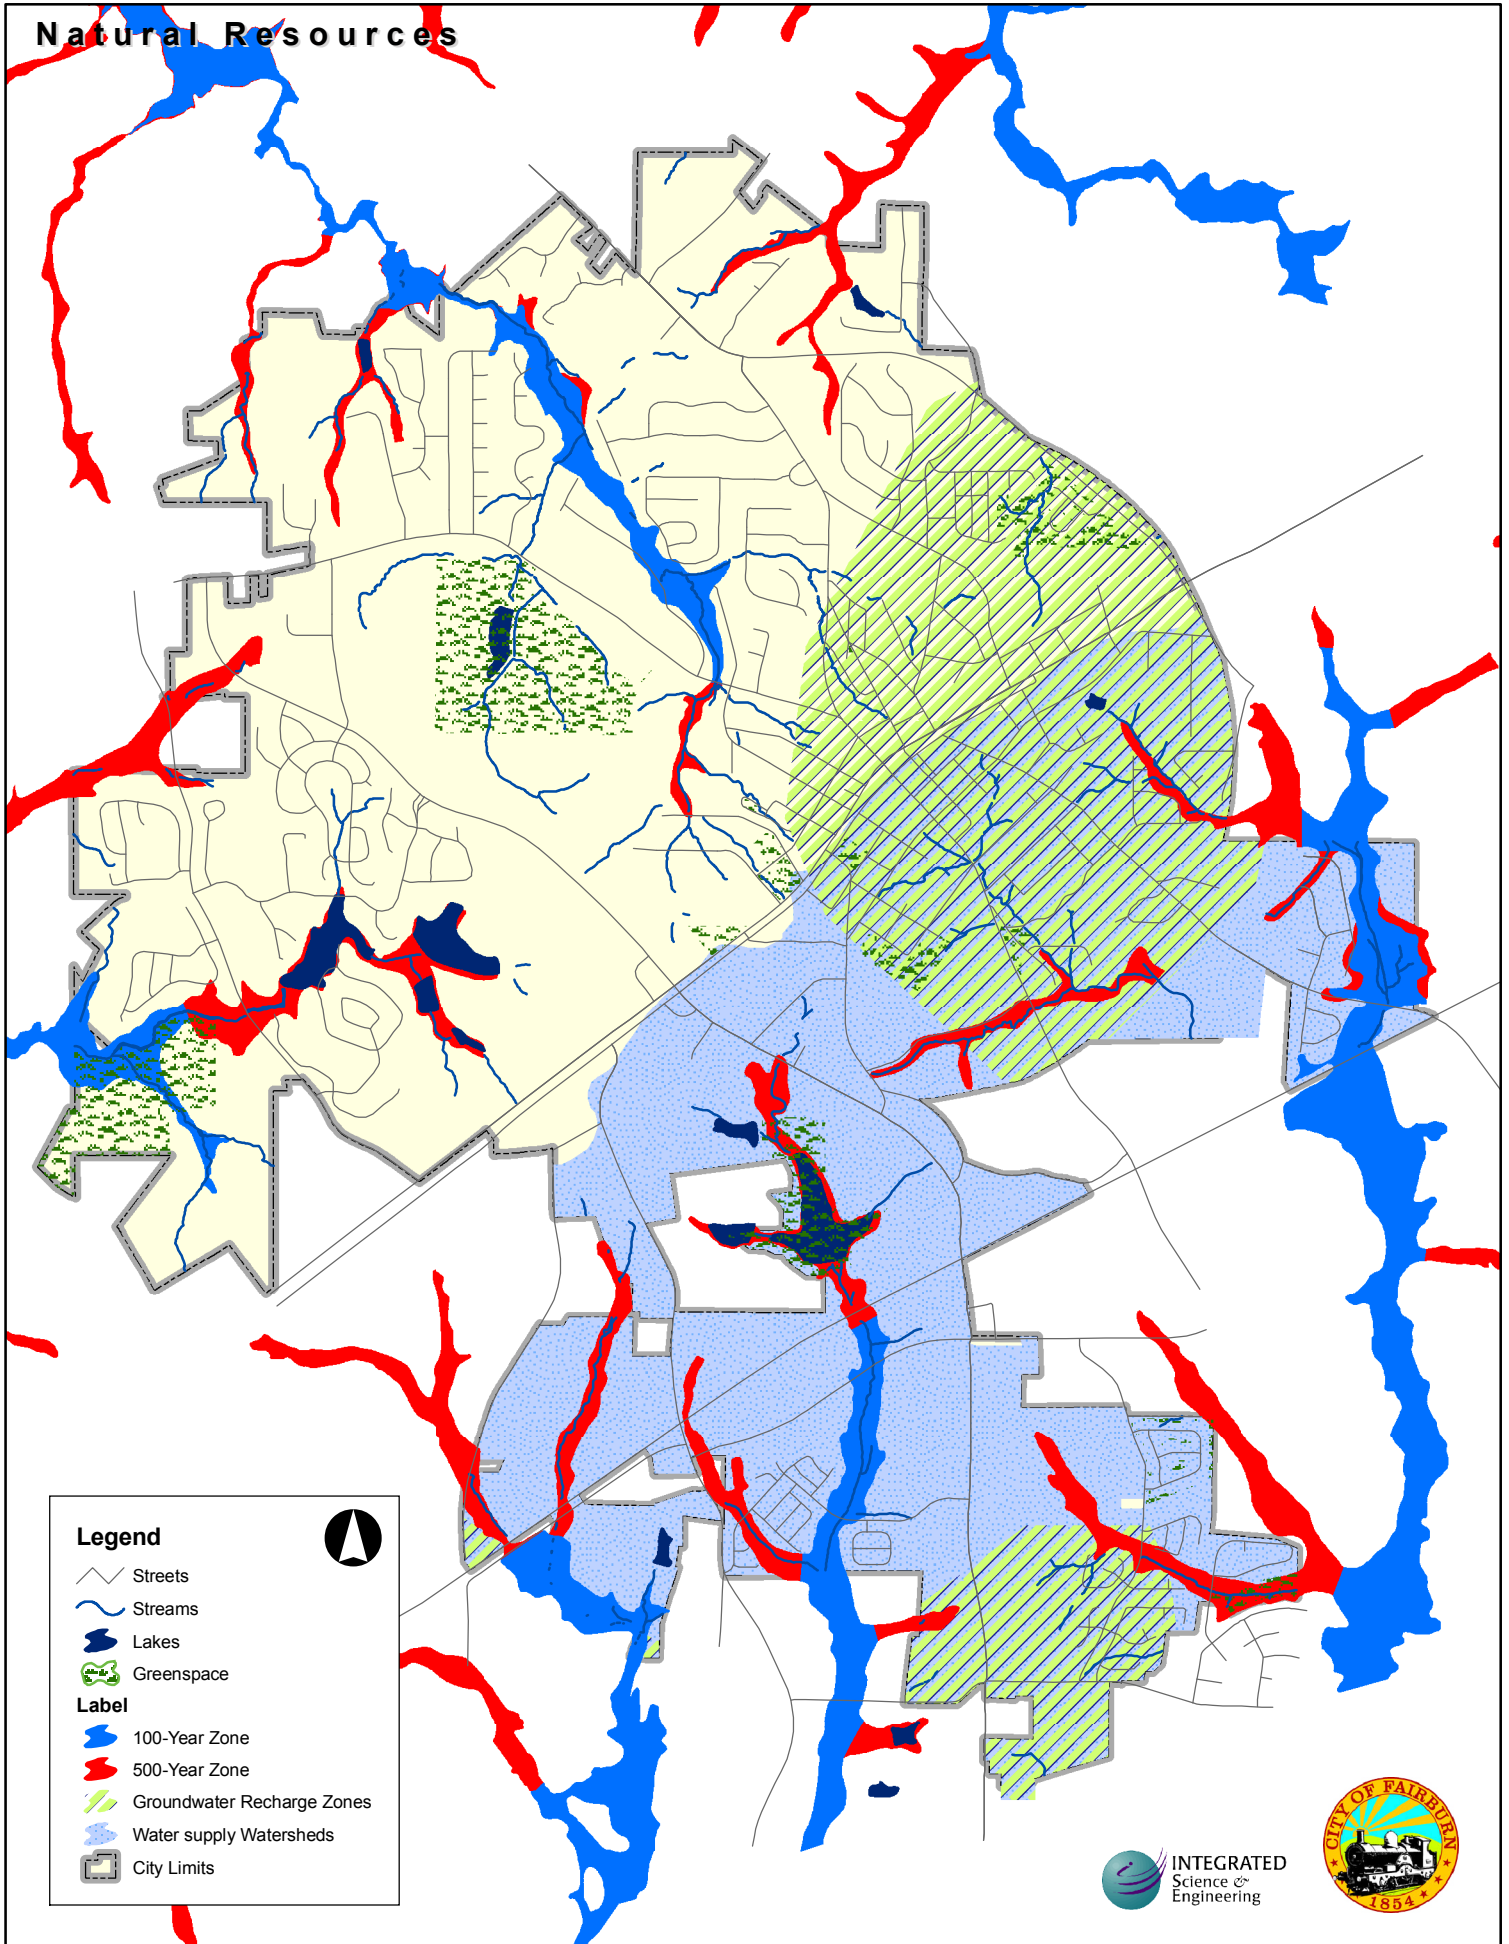 Natural Resources
Legend
Streets
Streams
Lakes
Greenspace
Label
100-Year Zone
500-Year Zone
Groundwater Recharge Zones
Water supply Watersheds
City Limits
INTEGRATED
Science &
Engineering
CITY OF FAIRBURN
1854